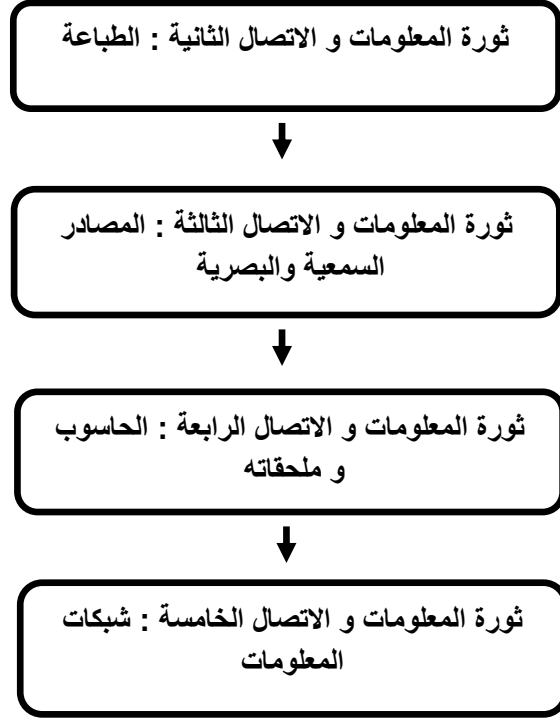 ثورة المعلومات و الاتصال الثانية : الطباعة
ثورة المعلومات و الاتصال الثالثة : المصادر
السمعية والبصرية
ثورة المعلومات و الاتصال الرابعة : الحاسوب
و ملحقاته
ثورة المعلومات و الاتصال الخامسة : شبكات
المعلومات